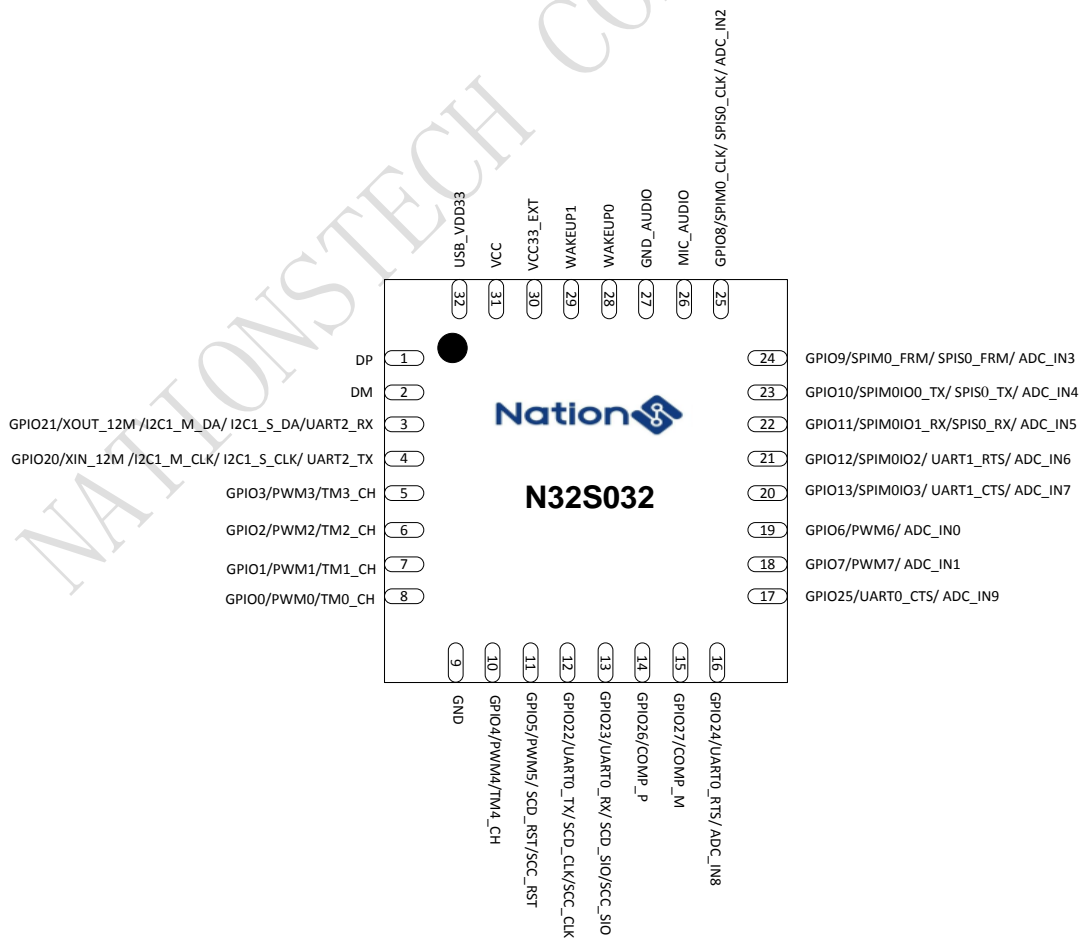 NATIONSTECH CO
USB_VDD33
VCC
VCC33_EXT
WAKEUP1
WAKEUP0
GND_AUDIO
MIC_AUDIO
GPIO8/SPIM0_CLK/ SPIS0_CLK/ ADC_IN2
32
31
30
29
28
27
26
25
DP 1
DM 2
GPIO21/XOUT_12M /I2C1_M_DA/ I2C1_S_DA/UART2_RX 3
GPIO20/XIN_12M /I2C1_M_CLK/ I2C1_S_CLK/ UART2_TX 4
GPIO3/PWM3/TM3_CH 5
GPIO2/PWM2/TM2_CH 6
GPIO1/PWM1/TM1_CH 7
GPIO0/PWM0/TM0_CH 8
Nation
N32S032
24 GPIO9/SPIM0_FRM/ SPIS0_FRM/ ADC_IN3
23 GPIO10/SPIM0IO0_TX/ SPIS0_TX/ ADC_IN4
22 GPIO11/SPIM0IO1_RX/SPIS0_RX/ ADC_IN5
21 GPIO12/SPIM0IO2/ UART1_RTS/ ADC_IN6
20 GPIO13/SPIM0IO3/ UART1_CTS/ ADC_IN7
19 GPIO6/PWM6/ ADC_IN0
18 GPIO7/PWM7/ ADC_IN1
17 GPIO25/UART0_CTS/ ADC_IN9
9
10
11
12
13
14
15
16
GND
GPIO4/PWM4/TM4_CH
GPIO5/PWM5/ SCD_RST/SCC_RST
GPIO22/UART0_TX/ SCD_CLK/SCC_CLK
GPIO23/UART0_RX/ SCD_SIO/SCC_SIO
GPIO26/COMP_P
GPIO27/COMP_M
GPIO24/UART0_RTS/ ADC_IN8